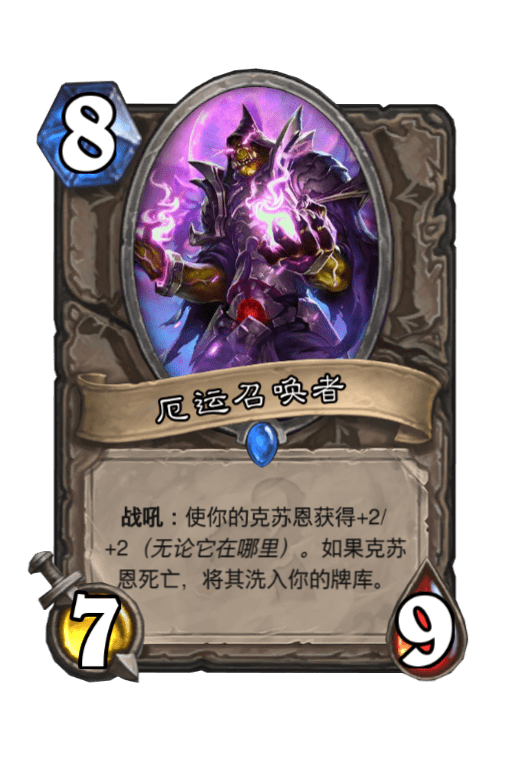 8
厄运召唤者
战吼：使你的克苏恩获得+2/
+2（无论它在哪里）。如果克苏
恩死亡，将其洗入你的牌库。
7
9